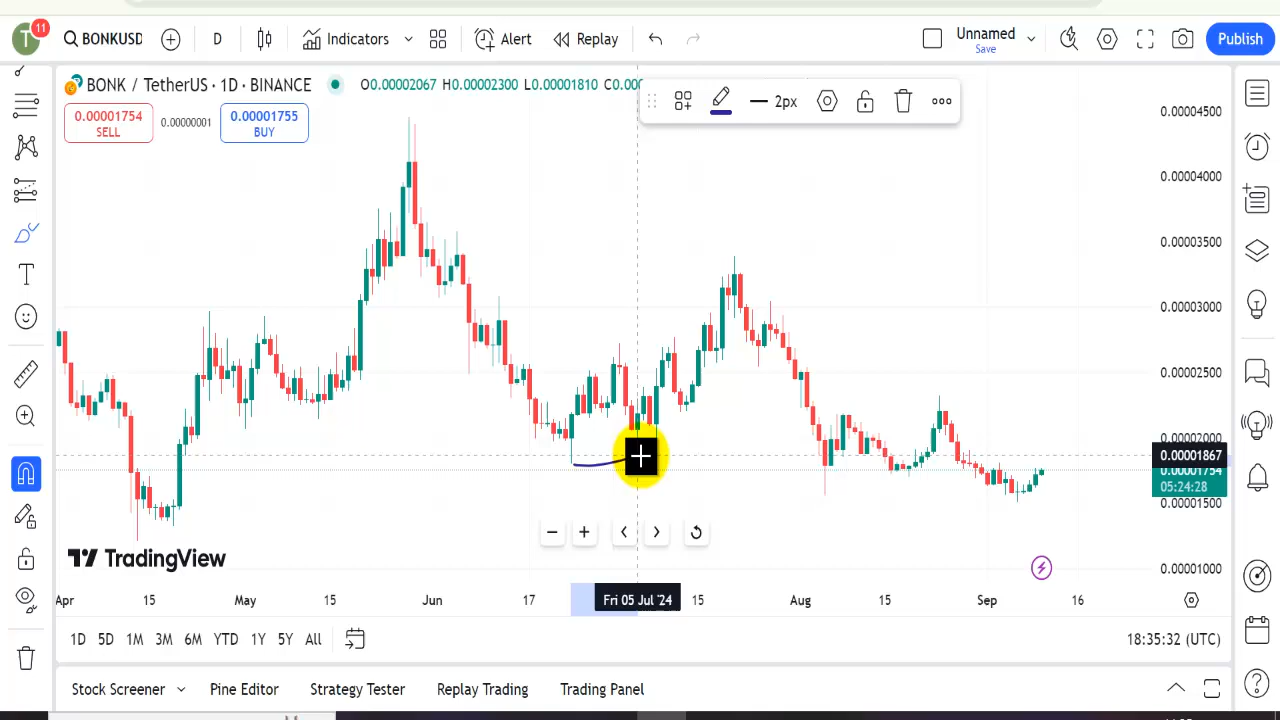 T 11 BONKUSD D Indicators Alert Replay Unnamed Save Publish
BONK / TetherUS · 1D · BINANCE O0.00002067 H0.00002300 L0.00001810 C0.00
2px
0.00001754 SELL 0.00000001 0.00001755 BUY
0.00004500
0.00004000
0.00003500
0.00003000
0.00002500
0.00002000
0.00001867
0.00001754
05:24:28
0.00001500
0.00001000
TradingView
Apr 15 May 15 Jun 17 Fri 05 Jul '24 15 Aug 15 Sep 16
1D 5D 1M 3M 6M YTD 1Y 5Y All 18:35:32 (UTC)
Stock Screener Pine Editor Strategy Tester Replay Trading Trading Panel